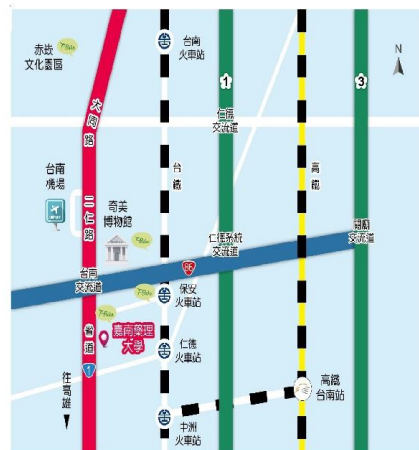 赤崁
文化園區
T-Bike
台南
火車站
1
3
N
大同路
仁德
交流道
台鐵
高鐵
台南
機場
二仁路
奇美
博物館
T-Bike
仁德系統
交流道
關廟
交流道
86
台南
交流道
保安
火車站
T-Bike
省道
嘉南藥理
大學
仁德
火車站
1
往高雄
高鐵
台南站
中洲
火車站